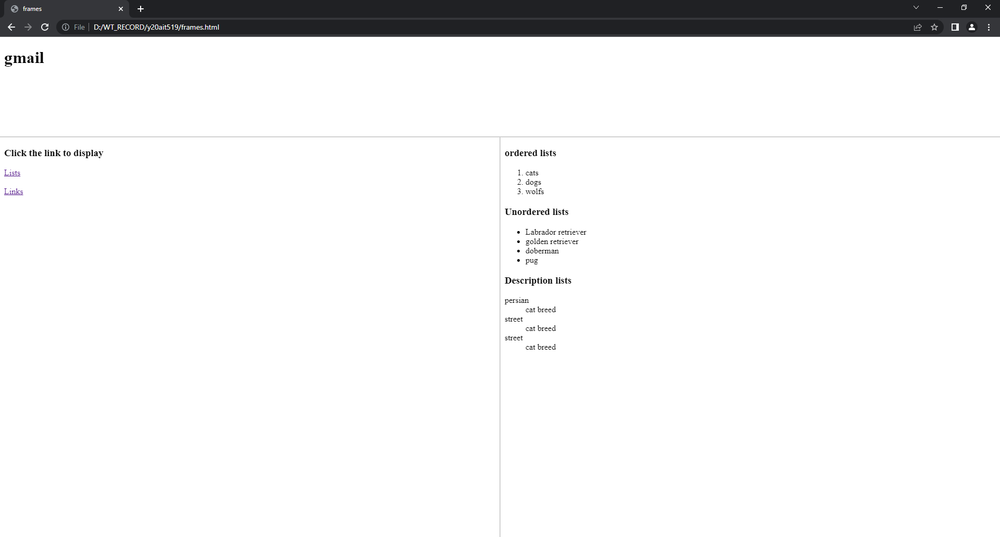 frames
File D:/WT_RECORD/y20ait519/frames.html
gmail
Click the link to display
Lists
Links
ordered lists
1. cats
2. dogs
3. wolfs
Unordered lists
• Labrador retriever
• golden retriever
• doberman
• pug
Description lists
persian
cat breed
street
cat breed
street
cat breed